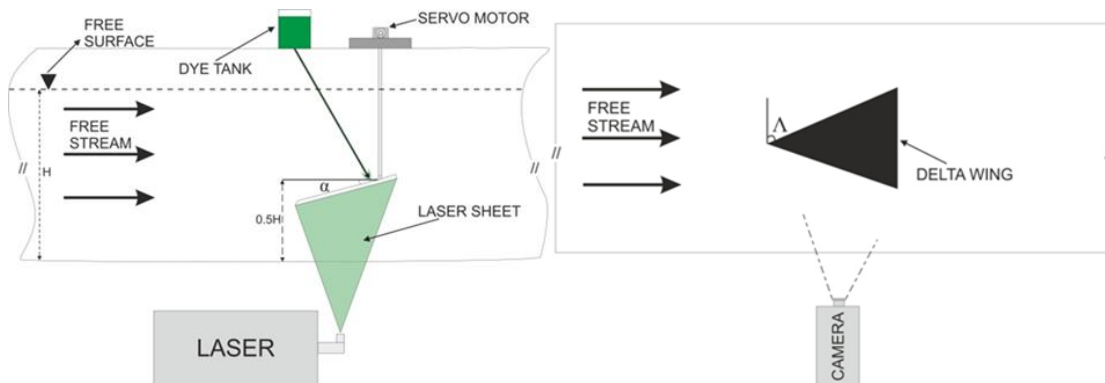 FREE
SURFACE
DYE TANK
SERVO MOTOR
FREE
STREAM
H
α
0.5H
LASER SHEET
LASER
FREE
STREAM
Λ
DELTA WING
CAMERA